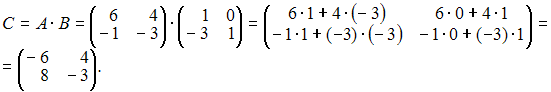 C = A · B = ( 6 4 −1 −3 ) · ( 1 0 −3 1 ) = ( 6·1+4·(−3) 6·0+4·1 −1·1+(−3)·(−3) −1·0+(−3)·1 ) =
= ( −6 4 8 −3 ).